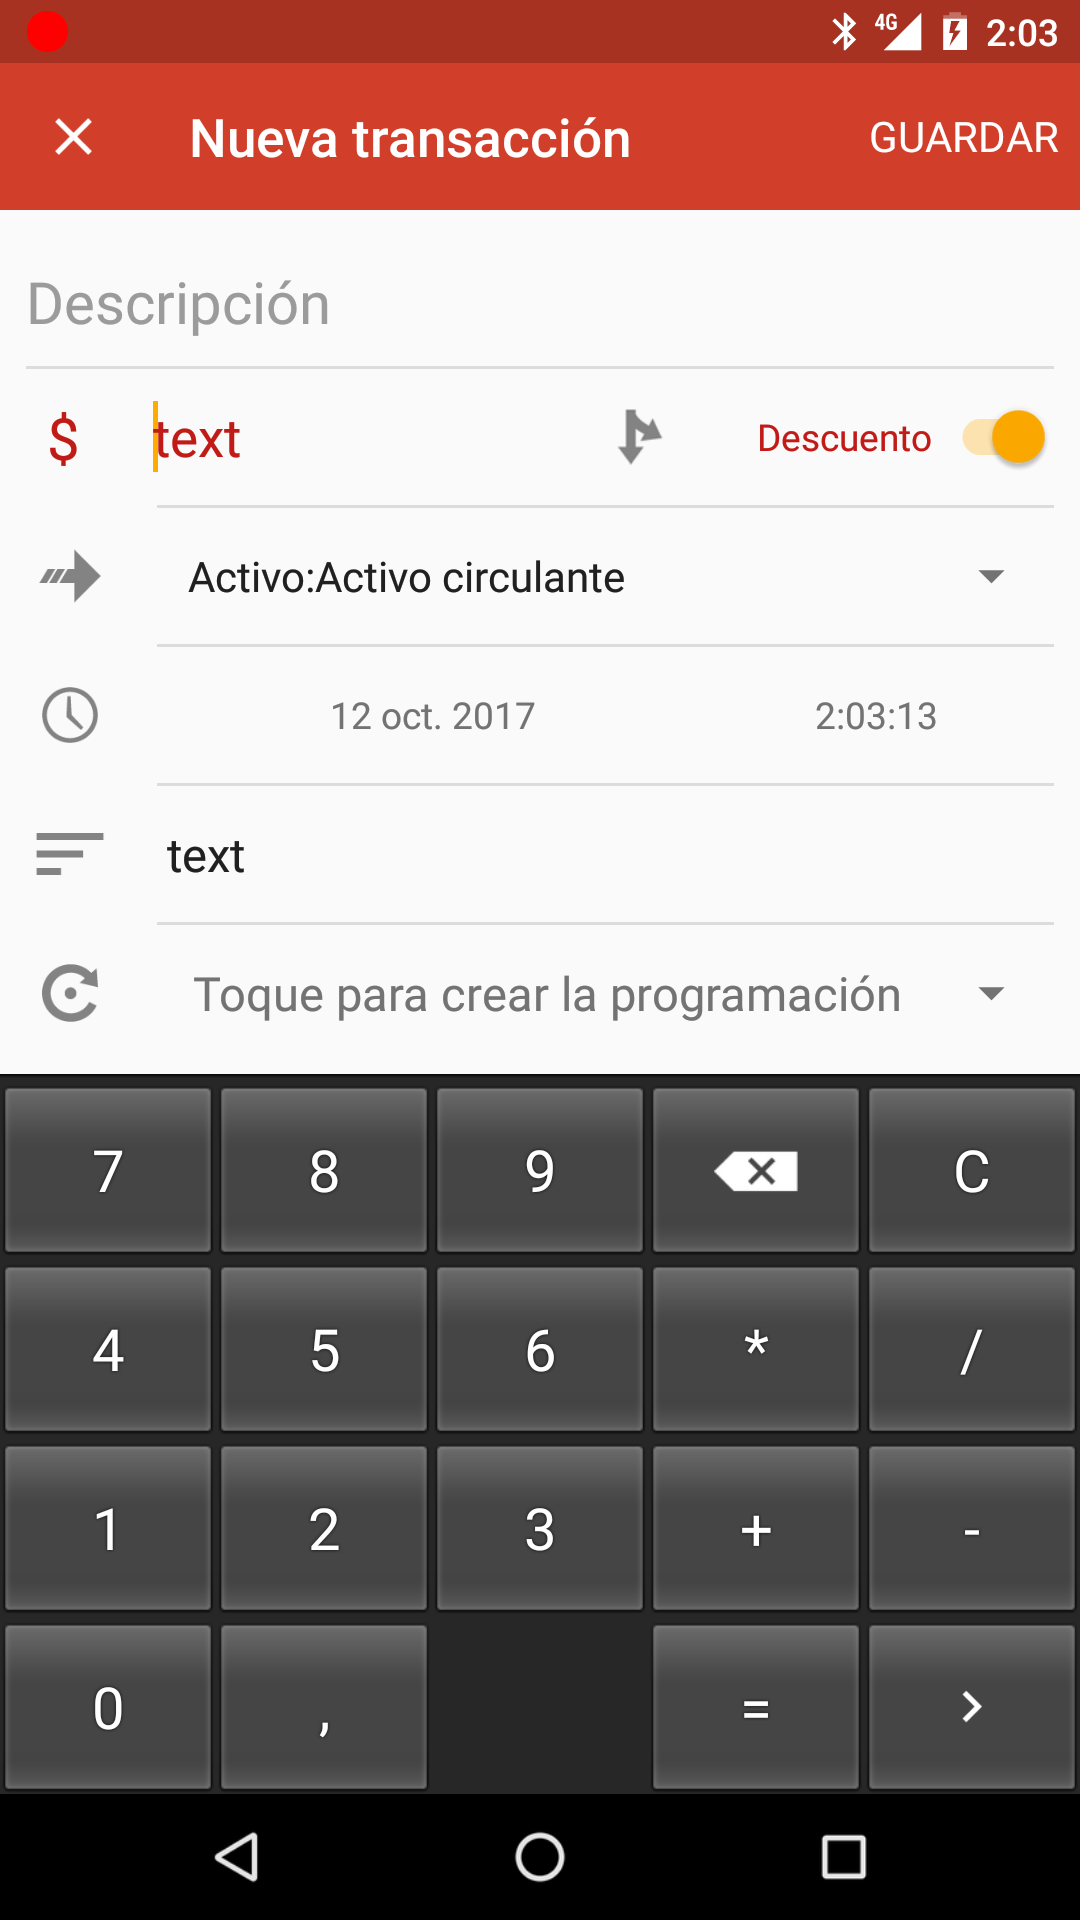 4G 2:03
Nueva transacción GUARDAR
Descripción
$ text Descuento
Activo:Activo circulante
12 oct. 2017 2:03:13
text
Toque para crear la programación
7 8 9 C
4 5 6 * /
1 2 3 + -
0 , = >